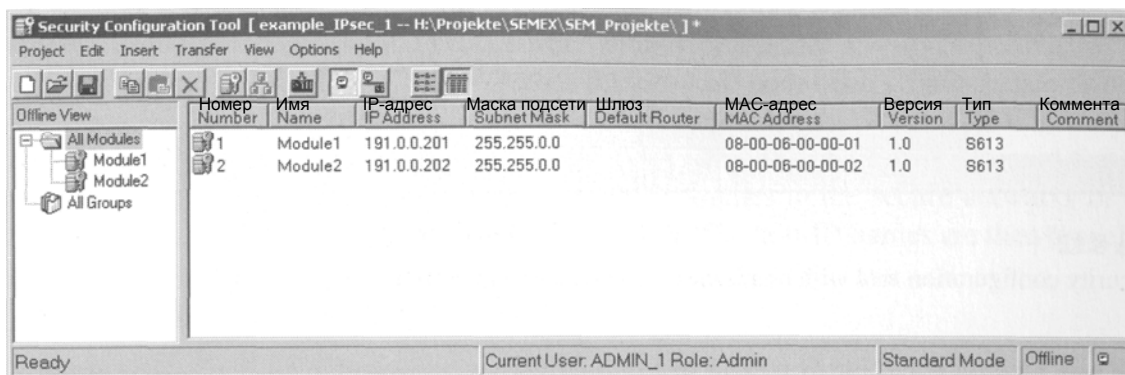 Security Configuration Tool [ example_IPsec_1 -- H:\Projekte\SEMEX\SEM_Projekte\ ] *
Project Edit Insert Transfer View Options Help
Offline View
All Modules
Module1
Module2
All Groups
Номер Имя IP-адрес Маска подсети Шлюз MAC-адрес Версия Тип Коммента
Number Name IP Address Subnet Mask Default Router MAC Address Version Type Comment
1 Module1 191.0.0.201 255.255.0.0 08-00-06-00-00-01 1.0 S613
2 Module2 191.0.0.202 255.255.0.0 08-00-06-00-00-02 1.0 S613
Ready Current User: ADMIN_1 Role: Admin Standard Mode Offline